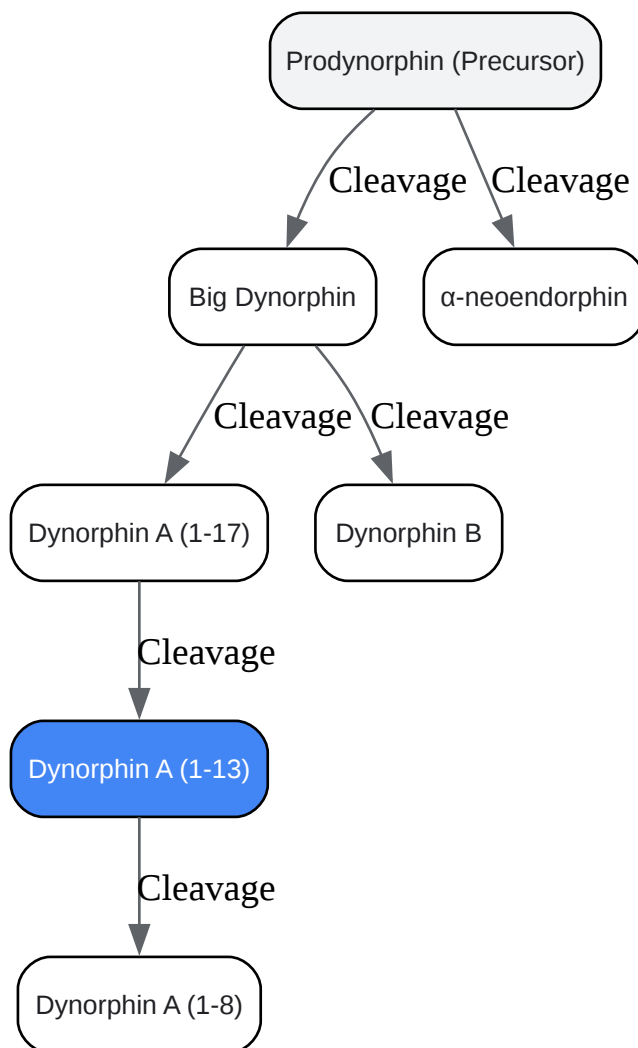 Prodynorphin (Precursor)
Cleavage
Cleavage
Big Dynorphin
α-neoendorphin
Cleavage
Cleavage
Dynorphin A (1-17)
Dynorphin B
Cleavage
Dynorphin A (1-13)
Cleavage
Dynorphin A (1-8)